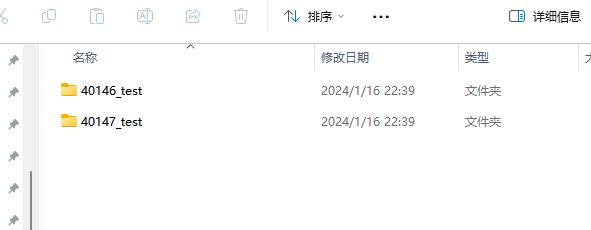 排序 详细信息
名称 修改日期 类型
40146_test 2024/1/16 22:39 文件夹
40147_test 2024/1/16 22:39 文件夹